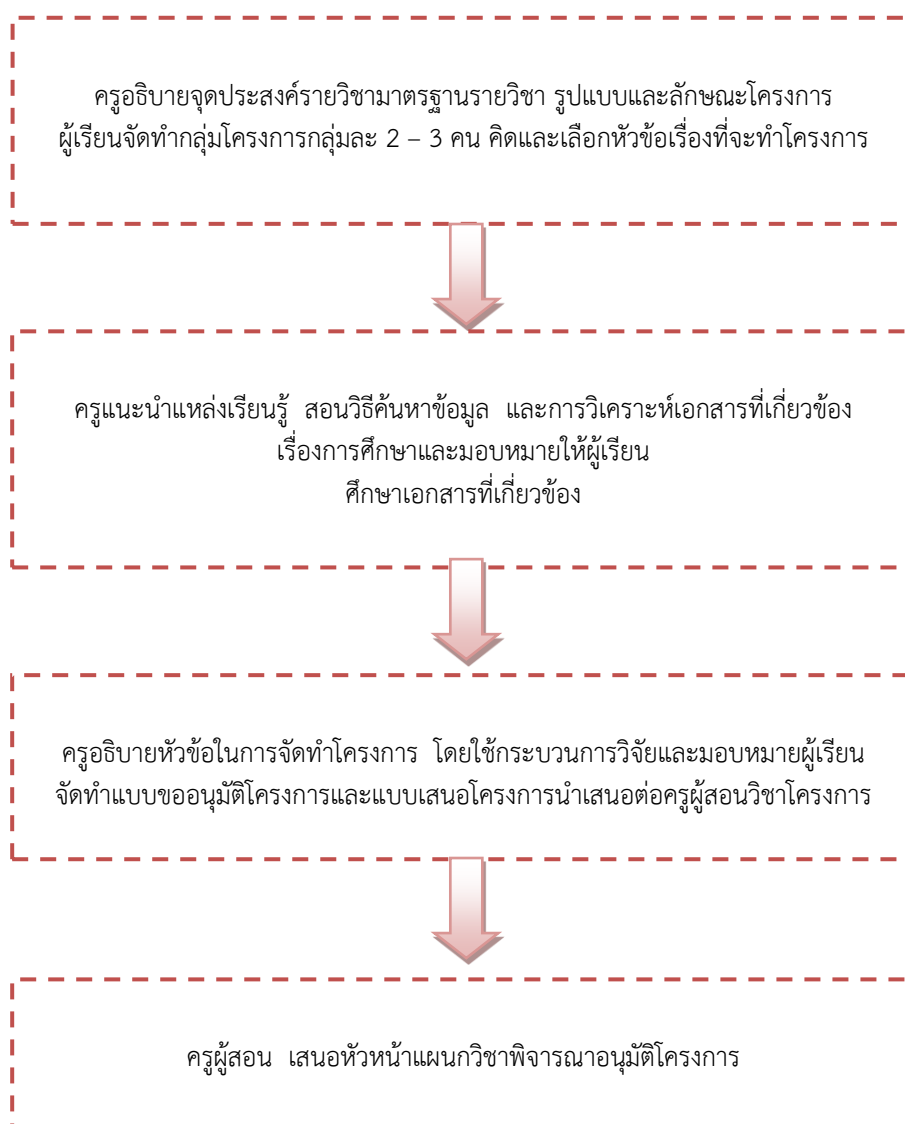 ครูอธิบายจุดประสงค์รายวิชามาตรฐานรายวิชา รูปแบบและลักษณะโครงการ
ผู้เรียนจัดทำกลุ่มโครงการกลุ่มละ 2 – 3 คน คิดและเลือกหัวข้อเรื่องที่จะทำโครงการ
ครูแนะนำแหล่งเรียนรู้ สอนวิธีค้นหาข้อมูล และการวิเคราะห์เอกสารที่เกี่ยวข้อง
เรื่องการศึกษาและมอบหมายให้ผู้เรียน
ศึกษาเอกสารที่เกี่ยวข้อง
ครูอธิบายหัวข้อในการจัดทำโครงการ โดยใช้กระบวนการวิจัยและมอบหมายผู้เรียน
จัดทำแบบขออนุมัติโครงการและแบบเสนอโครงการนำเสนอต่อครูผู้สอนวิชาโครงการ
ครูผู้สอน เสนอหัวหน้าแผนกวิชาพิจารณาอนุมัติโครงการ